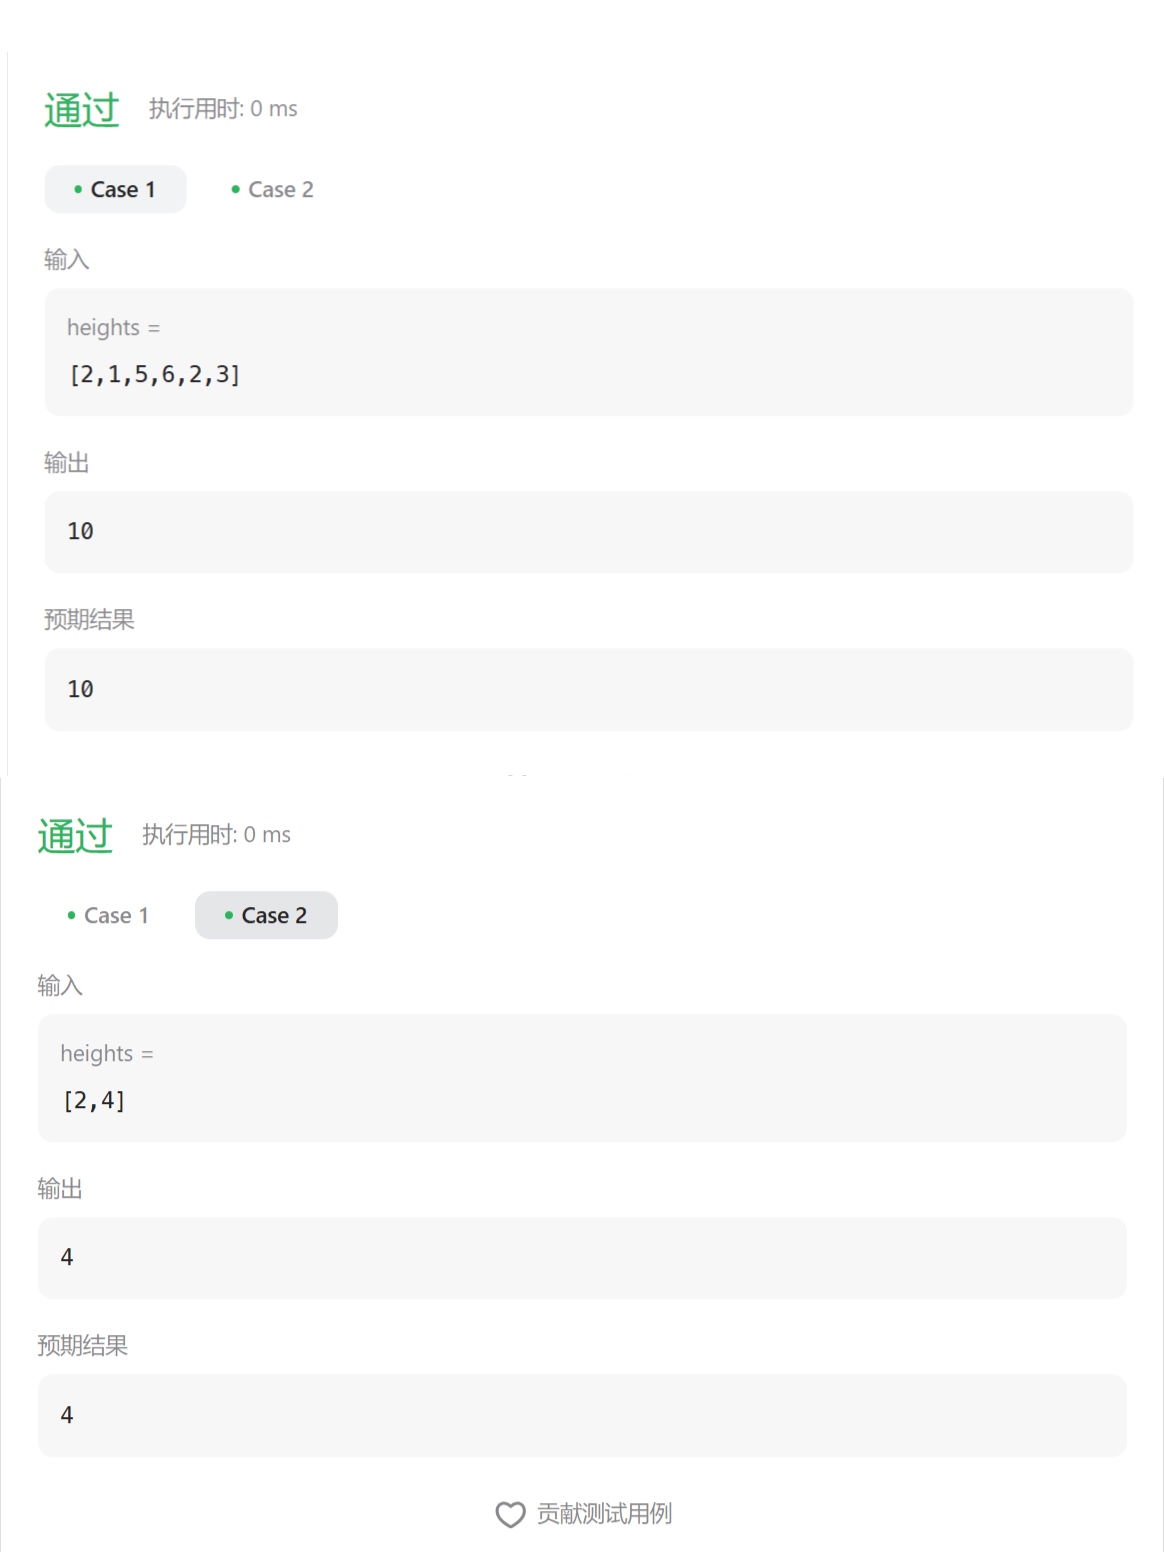 通过 执行用时: 0 ms
Case 1 Case 2
输入
heights =
[2,1,5,6,2,3]
输出
10
预期结果
10
通过 执行用时: 0 ms
Case 1 Case 2
输入
heights =
[2,4]
输出
4
预期结果
4
贡献测试用例